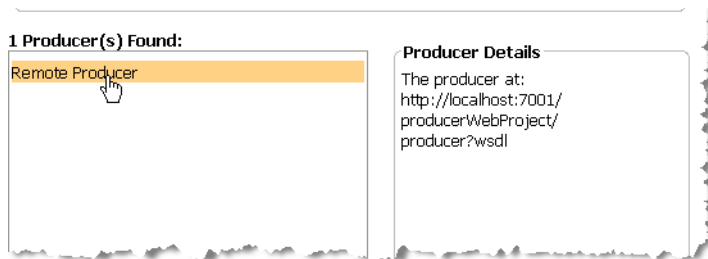 1 Producer(s) Found:
Remote Producer
Producer Details
The producer at:
http://localhost:7001/
producerWebProject/
producer?wsdl